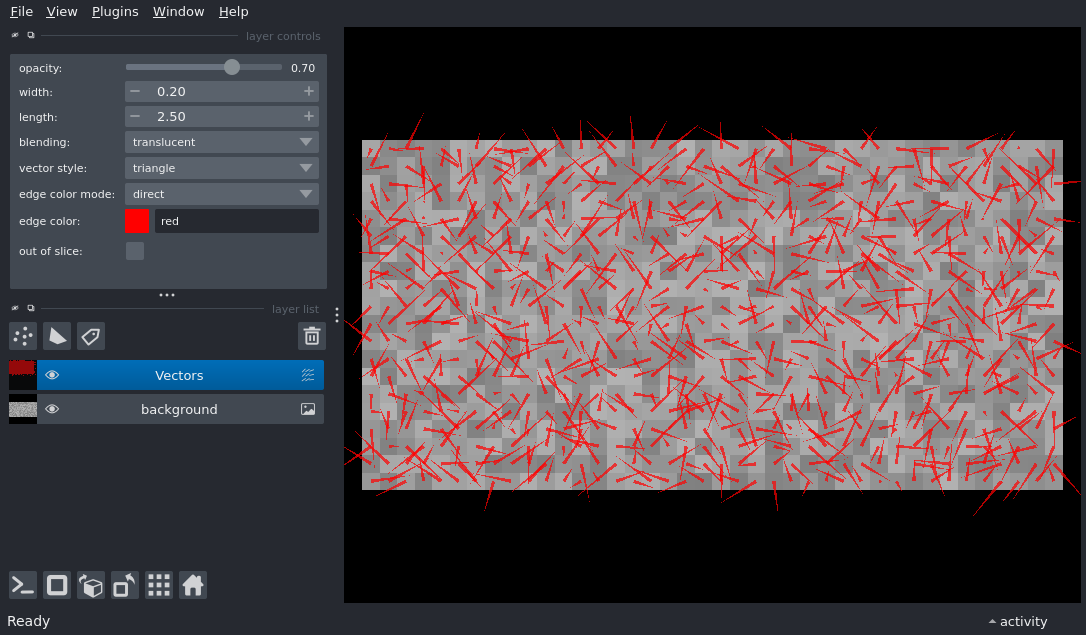 File View Plugins Window Help
layer controls
opacity: 0.70
width: 0.20
length: 2.50
blending: translucent
vector style: triangle
edge color mode: direct
edge color: red
out of slice:
layer list
Vectors
background
Ready
activity